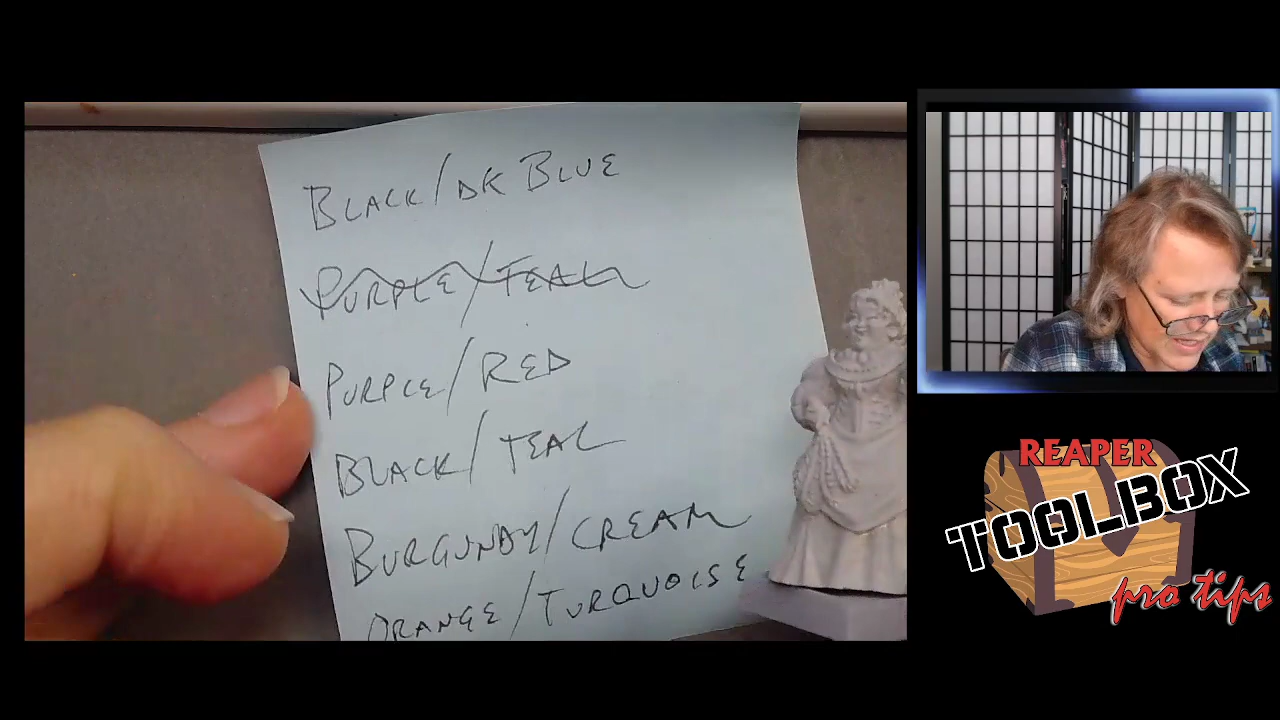 BLACK/DK BLUE
PURPLE/TEAL
PURPLE/RED
BLACK/TEAL
BURGUNDY/CREAM
ORANGE/TURQUOISE
REAPER
TOOLBOX
pro tips